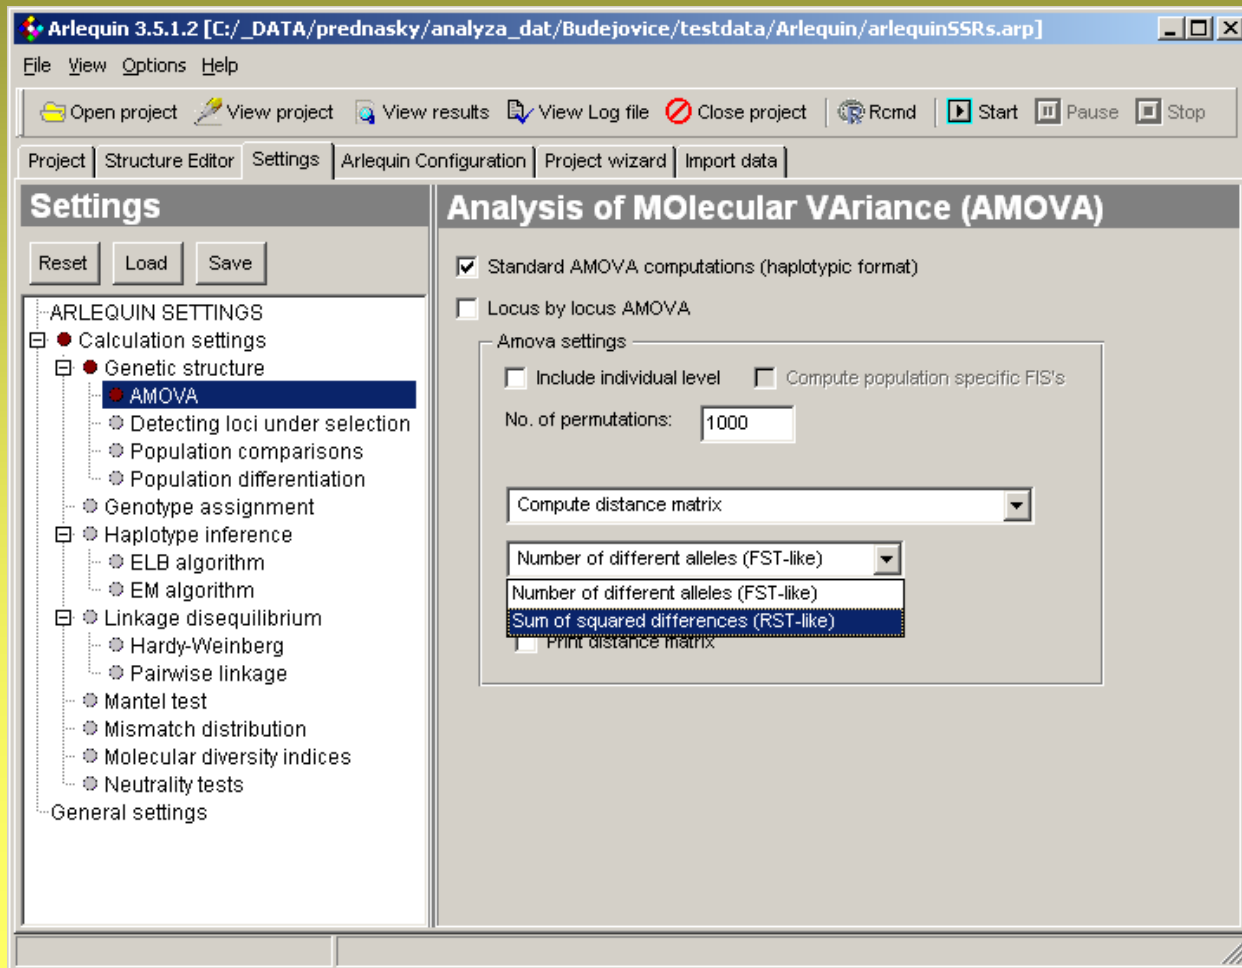 Arlequin 3.5.1.2 [C:/_DATA/prednasky/analyza_dat/Budejovice/testdata/Arlequin/arlequinSSRs.arp]
File View Options Help
Open project View project View results View Log file Close project Rcmd Start Pause Stop
Project Structure Editor Settings Arlequin Configuration Project wizard Import data
Settings
Reset Load Save
ARLEQUIN SETTINGS
Calculation settings
Genetic structure
AMOVA
Detecting loci under selection
Population comparisons
Population differentiation
Genotype assignment
Haplotype inference
ELB algorithm
EM algorithm
Linkage disequilibrium
Hardy-Weinberg
Pairwise linkage
Mantel test
Mismatch distribution
Molecular diversity indices
Neutrality tests
General settings
Analysis of MOlecular VAriance (AMOVA)
Standard AMOVA computations (haplotypic format)
Locus by locus AMOVA
Amova settings
Include individual level Compute population specific FIS's
No. of permutations: 1000
Compute distance matrix
Number of different alleles (FST-like)
Number of different alleles (FST-like)
Sum of squared differences (RST-like)
Print distance matrix